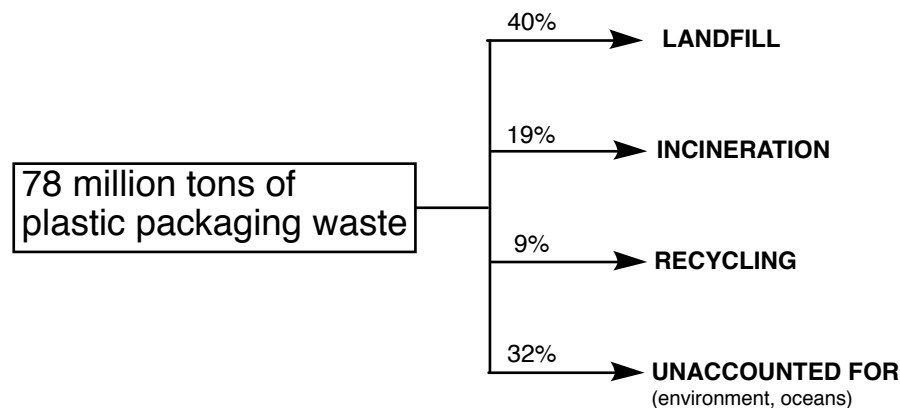 40%
LANDFILL
19%
INCINERATION
78 million tons of
plastic packaging waste
9%
RECYCLING
32%
UNACCOUNTED FOR
(environment, oceans)